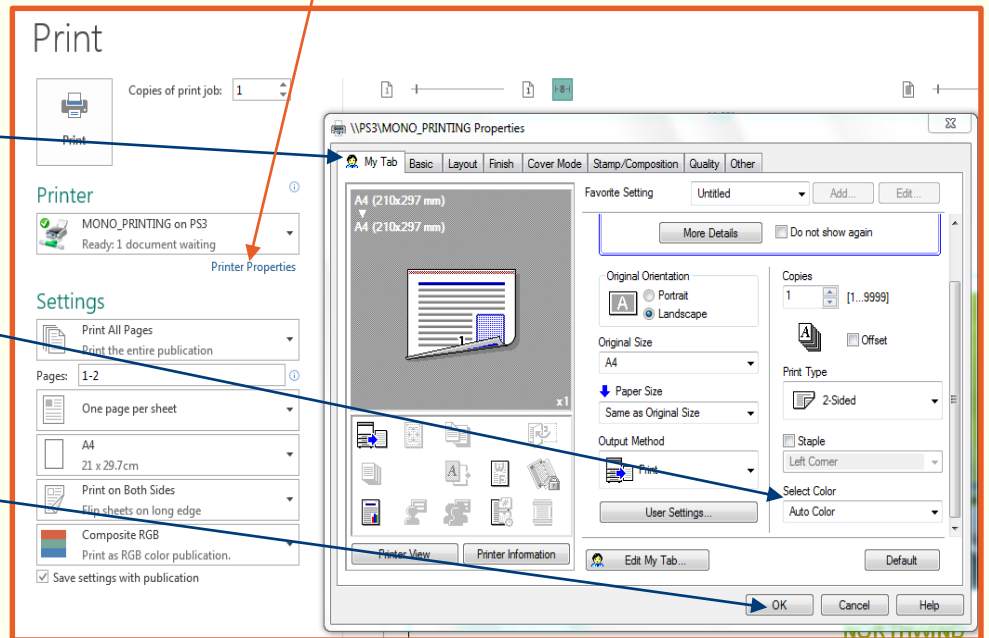 Print
Copies of print job: 1
Print
Printer
MONO_PRINTING on PS3
Ready: 1 document waiting
Printer Properties
Settings
Print All Pages
Print the entire publication
Pages: 1-2
One page per sheet
A4
21 x 29.7cm
Print on Both Sides
Flip sheets on long edge
Composite RGB
Print as RGB color publication.
Save settings with publication
1 1 -8-
\\PS3\MONO_PRINTING Properties
My Tab Basic Layout Finish Cover Mode Stamp/Composition Quality Other
A4 (210x297 mm)
A4 (210x297 mm)
1
x1
Printer View Printer Information
Favorite Setting Untitled Add... Edit...
More Details Do not show again
Original Orientation
A Portrait
Landscape
Original Size
A4
Paper Size
Same as Original Size
Output Method
Print
User Settings...
Copies
1 [1...9999]
Offset
Print Type
2-Sided
Staple
Left Corner
Select Color
Auto Color
Edit My Tab... Default
OK Cancel Help
NORTHWIND